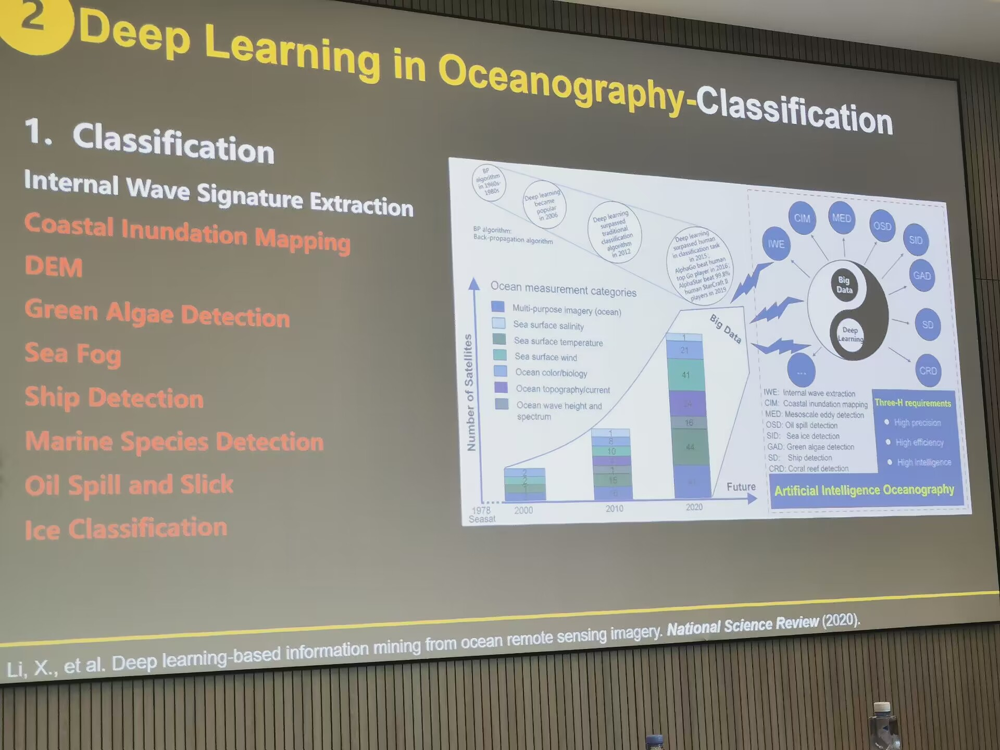 2
Deep Learning in Oceanography-Classification
1. Classification
Internal Wave Signature Extraction
Coastal Inundation Mapping
DEM
Green Algae Detection
Sea Fog
Ship Detection
Marine Species Detection
Oil Spill and Slick
Ice Classification
BP
algorithm
in 1960s-
1980s
Deep learning
became
popular
in 2006
Deep learning
surpassed
traditional
classification
algorithm
in 2012
Deep learning
surpassed human
in classification task
in 2015;
AlphaGo beat human
top Go player in 2016;
AlphaStar beat 99.8%
human StarCraft II
players in 2019
BP algorithm:
Back-propagation algorithm
Ocean measurement categories
Multi-purpose imagery (ocean)
Sea surface salinity
Sea surface temperature
Sea surface wind
Ocean color/biology
Ocean topography/current
Ocean wave height and
spectrum
Number of Satellites
2
2
1
8
10
1
15
1
21
41
24
16
44
Big Data
Future
1978
Seasat
2000
2010
2020
IWE
CIM
MED
OSD
SID
GAD
SD
CRD
...
Big
Data
Deep
Learning
IWE: Internal wave extraction
CIM: Coastal inundation mapping
MED: Mesoscale eddy detection
OSD: Oil spill detection
SID: Sea ice detection
GAD: Green algae detection
SD: Ship detection
CRD: Coral reef detection
Three-H requirements
High precision
High efficiency
High intelligence
Artificial Intelligence Oceanography
Li, X., et al. Deep learning-based information mining from ocean remote sensing imagery. National Science Review (2020).